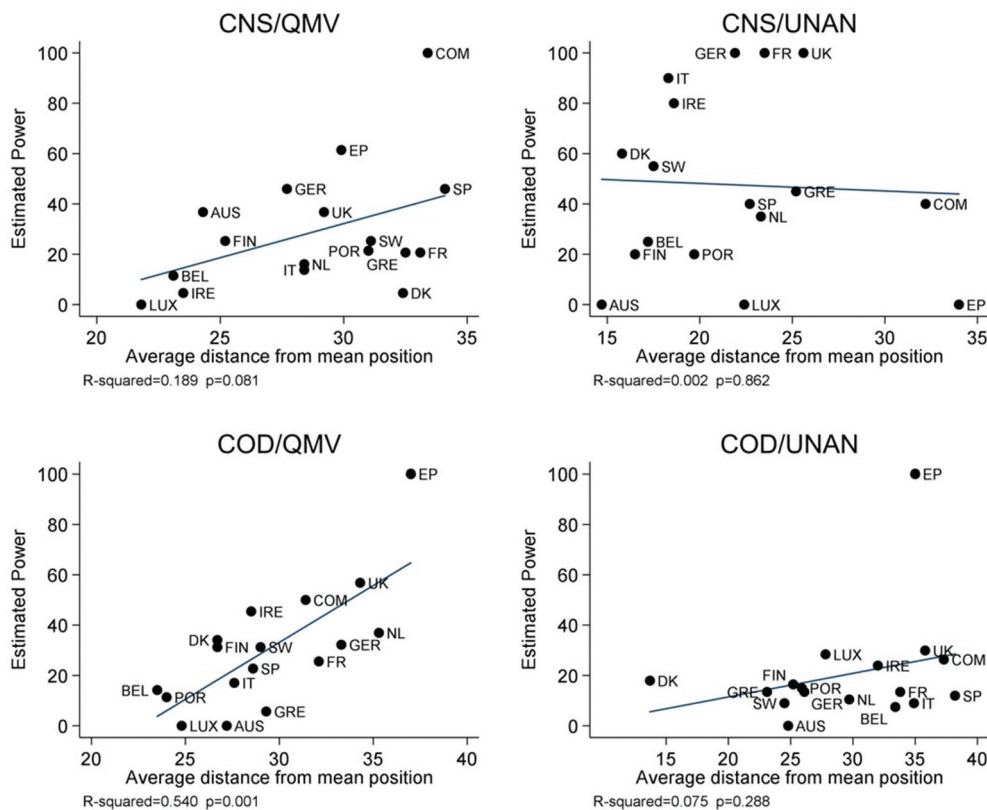 CNS/QMV
Estimated Power
100
80
60
40
20
0
COM
EP
GER
SP
AUS
UK
FIN
SW
POR
FR
GRE
NL
IT
BEL
IRE
DK
LUX
20 25 30 35
Average distance from mean position
R-squared=0.189 p=0.081
CNS/UNAN
Estimated Power
100
80
60
40
20
0
GER FR UK
IT
IRE
DK
SW
GRE
SP
COM
NL
BEL
FIN
POR
AUS
LUX
EP
15 20 25 30 35
Average distance from mean position
R-squared=0.002 p=0.862
COD/QMV
Estimated Power
100
80
60
40
20
0
EP
UK
COM
IRE
NL
DK
FIN
SW
GER
FR
SP
IT
BEL
POR
GRE
LUX
AUS
20 25 30 35 40
Average distance from mean position
R-squared=0.540 p=0.001
COD/UNAN
Estimated Power
100
80
60
40
20
0
EP
UK
LUX
COM
IRE
DK
FIN
POR
GRE
GER
FR
SP
NL
SW
IT
BEL
AUS
10 15 20 25 30 35 40
Average distance from mean position
R-squared=0.075 p=0.288